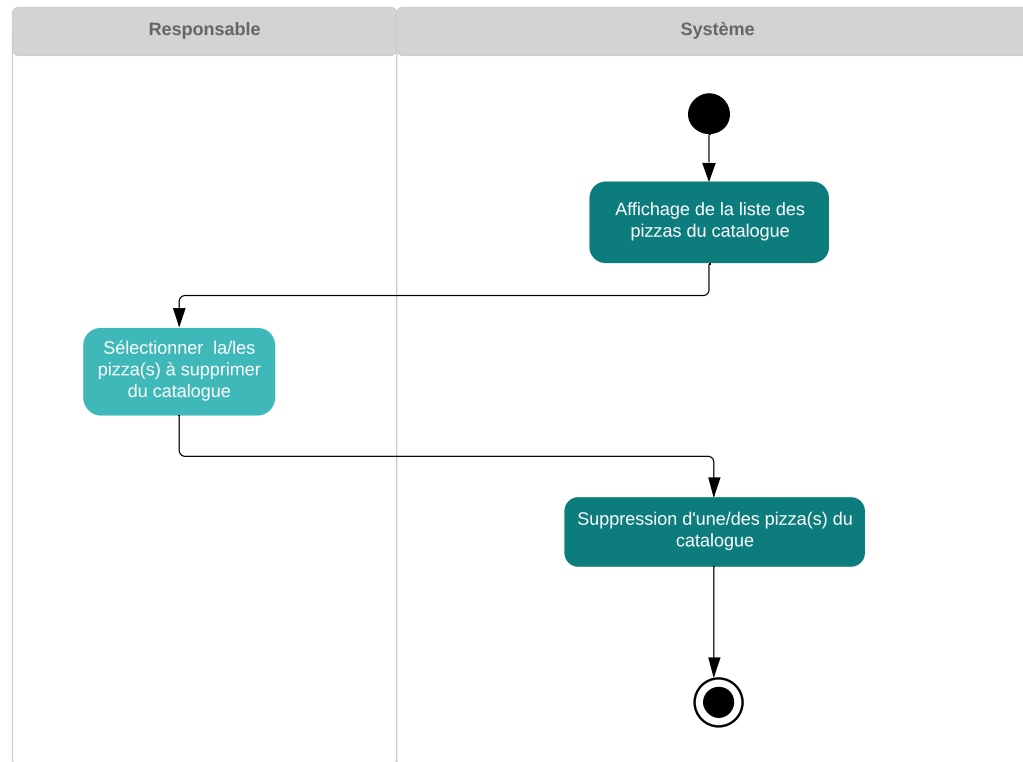 Responsable
Système
Affichage de la liste des
pizzas du catalogue
Sélectionner  la/les
pizza(s) à supprimer
du catalogue
Suppression d'une/des pizza(s) du
catalogue